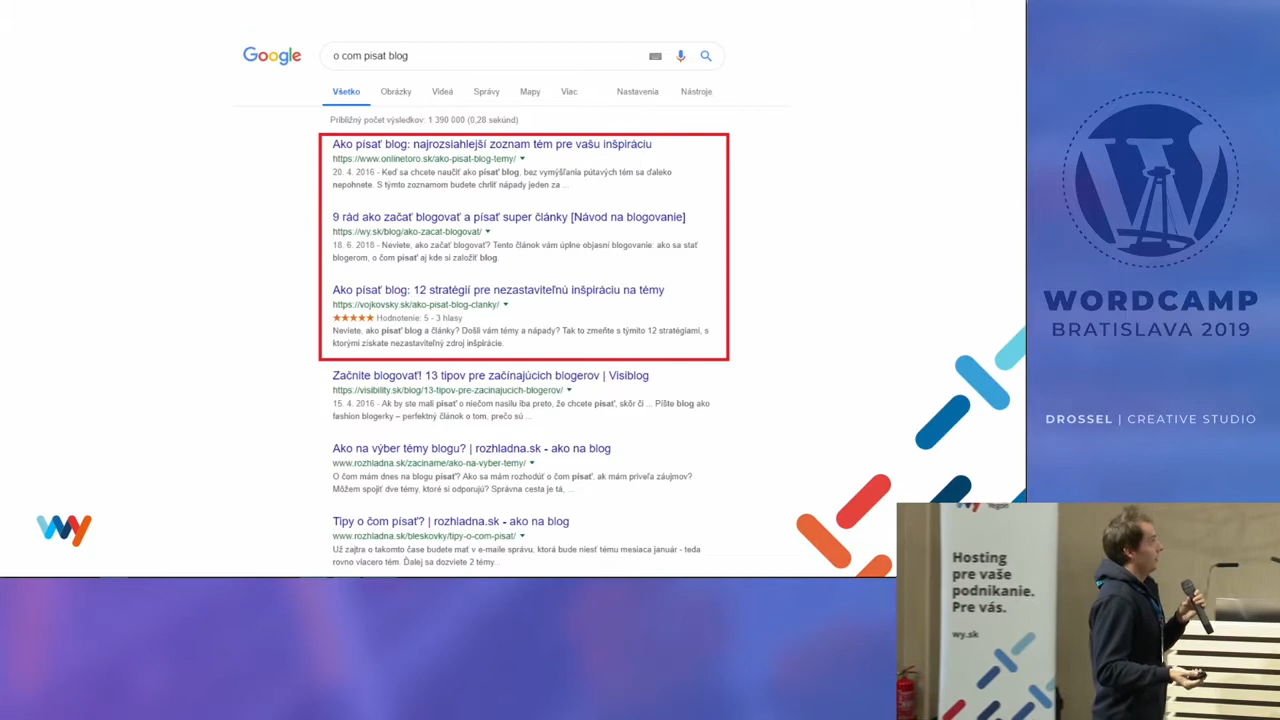 Google
o com pisat blog
Všetko Obrázky Videá Správy Mapy Viac Nastavenia Nástroje
Približný počet výsledkov: 1 390 000 (0,28 sekúnd)
Ako písať blog: najrozsiahlejší zoznam tém pre vašu inšpiráciu
https://www.onlinetoro.sk/ako-pisat-blog-temy/
20. 4. 2016 - Keď sa chcete naučiť ako písať blog, bez vymýšľania pútavých tém sa ďaleko
nepohnete. S týmto zoznamom budete chrliť nápady jeden za ...
9 rád ako začať blogovať a písať super články [Návod na blogovanie]
https://wy.sk/blog/ako-zacat-blogovat/
18. 6. 2018 - Neviete, ako začať blogovať? Tento článok vám úplne objasni blogovanie: ako sa stať
blogerom, o čom písať aj kde si založiť blog.
Ako písať blog: 12 stratégií pre nezastaviteľnú inšpiráciu na témy
https://vojkovsky.sk/ako-pisat-blog-clanky/
Hodnotenie: 5 - 3 hlasy
Neviete, ako písať blog a články? Došli vám témy a nápady? Tak to zmeňte s týmito 12 stratégiami, s
ktorými získate nezastaviteľný zdroj inšpirácie.
Začnite blogovať! 13 tipov pre začínajúcich blogerov | Visiblog
https://visibility.sk/blog/13-tipov-pre-zacinajucich-blogerov/
15. 4. 2016 - Ak by ste mali písať o niečom nasilu iba preto, že chcete písať, skôr či ... Píšte blog ako
fashion blogerky – perfektný článok o tom, prečo sú ...
Ako na výber témy blogu? | rozhladna.sk - ako na blog
www.rozhladna.sk/zaciname/ako-na-vyber-temy/
O čom mám dnes na blogu písať? Ako sa mám rozhodúť o čom písať, ak mám priveľa záujmov?
Môžem spojiť dve témy, ktoré si odporujú? Správna cesta je tá, ...
Tipy o čom písať? | rozhladna.sk - ako na blog
www.rozhladna.sk/bleskovky/tipy-o-com-pisat/
Už zajtra o takomto čase budete mať v e-maile správu, ktorá bude niesť tému mesiaca január - teda
rovno viacero tém. Ďalej sa dozviete 2 témy...
wy
WORDCAMP
BRATISLAVA 2019
DROSSEL | CREATIVE STUDIO
Yegon
Hosting
pre vaše
podnikanie.
Pre vás.
wy.sk